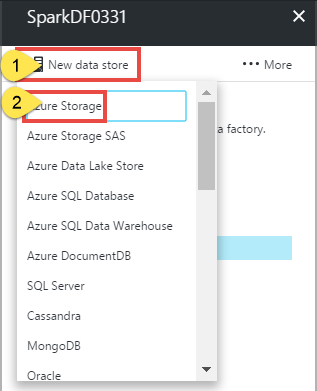 SparkDF0331
1 New data store
More
2 Azure Storage
a factory.
Azure Storage SAS
Azure Data Lake Store
Azure SQL Database
Azure SQL Data Warehouse
Azure DocumentDB
SQL Server
Cassandra
MongoDB
Oracle